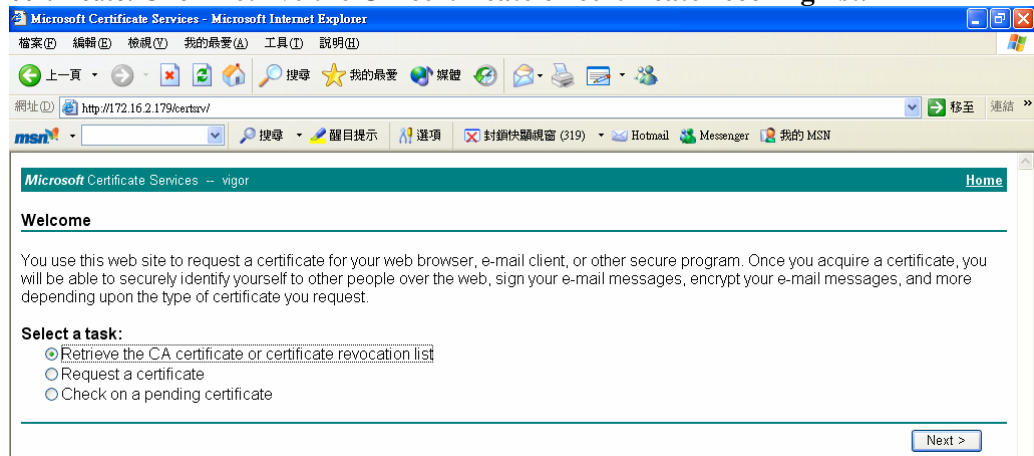 Microsoft Certificate Services - Microsoft Internet Explorer
檔案(F) 編輯(E) 檢視(V) 我的最愛(A) 工具(T) 說明(H)
上一頁 搜尋 我的最愛 媒體
網址(D) http://172.16.2.179/certsrv/ 移至 連結 »
msn 搜尋 醒目提示 選項 封鎖快顯視窗 (319) Hotmail Messenger 我的 MSN
Microsoft Certificate Services -- vigor Home
Welcome
You use this web site to request a certificate for your web browser, e-mail client, or other secure program. Once you acquire a certificate, you
will be able to securely identify yourself to other people over the web, sign your e-mail messages, encrypt your e-mail messages, and more
depending upon the type of certificate you request.
Select a task:
Retrieve the CA certificate or certificate revocation list
Request a certificate
Check on a pending certificate
Next >